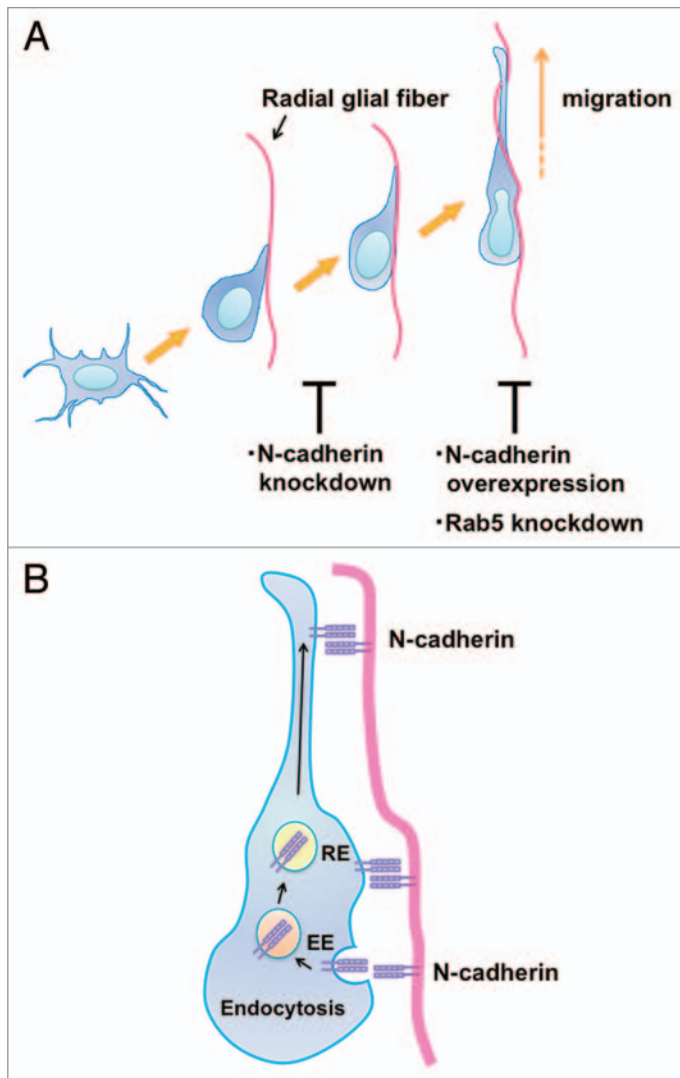 A
Radial glial fiber
migration
・N-cadherin
knockdown
・N-cadherin
overexpression
・Rab5 knockdown
B
N-cadherin
RE
EE
N-cadherin
Endocytosis